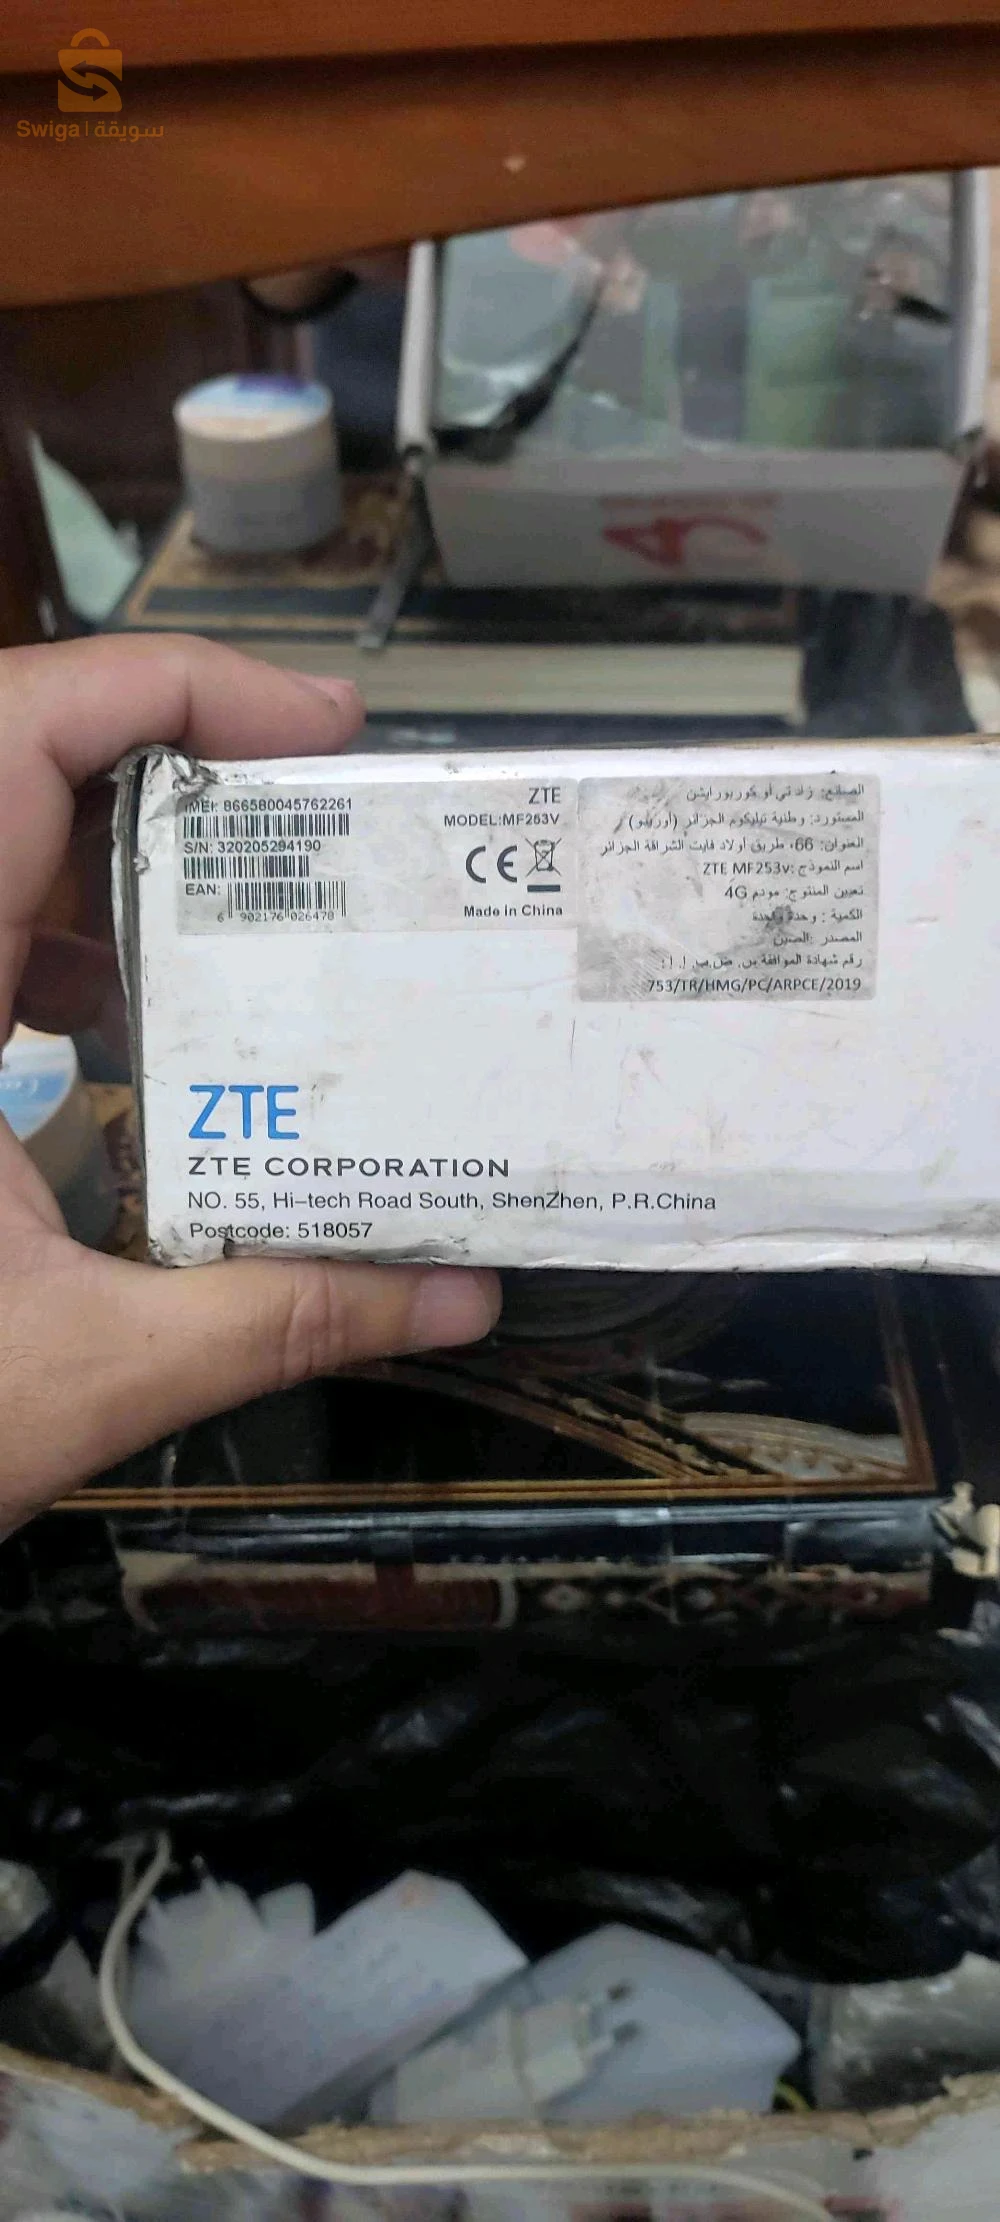 Swiga | سويقة
IMEI: 866580045762261
S/N: 320205294190
EAN:
6 902176 026478
ZTE
MODEL:MF253V
Made in China
الصانع: زاد تي أو كوربورايشن
المستورد: وطنية تيليكوم الجزائر (أوريدو)
العنوان: 66، طريق أولاد فايت الشراقة الجزائر
اسم النموذج: ZTE MF253v
تعيين المنتوج: مودم 4G
الكمية : وحدة واحدة
المصدر :الصين
رقم شهادة الموافقة س. ض.ب. ا. ا:
753/TR/HMG/PC/ARPCE/2019
ZTE
ZTE CORPORATION
NO. 55, Hi-tech Road South, ShenZhen, P.R.China
Postcode: 518057